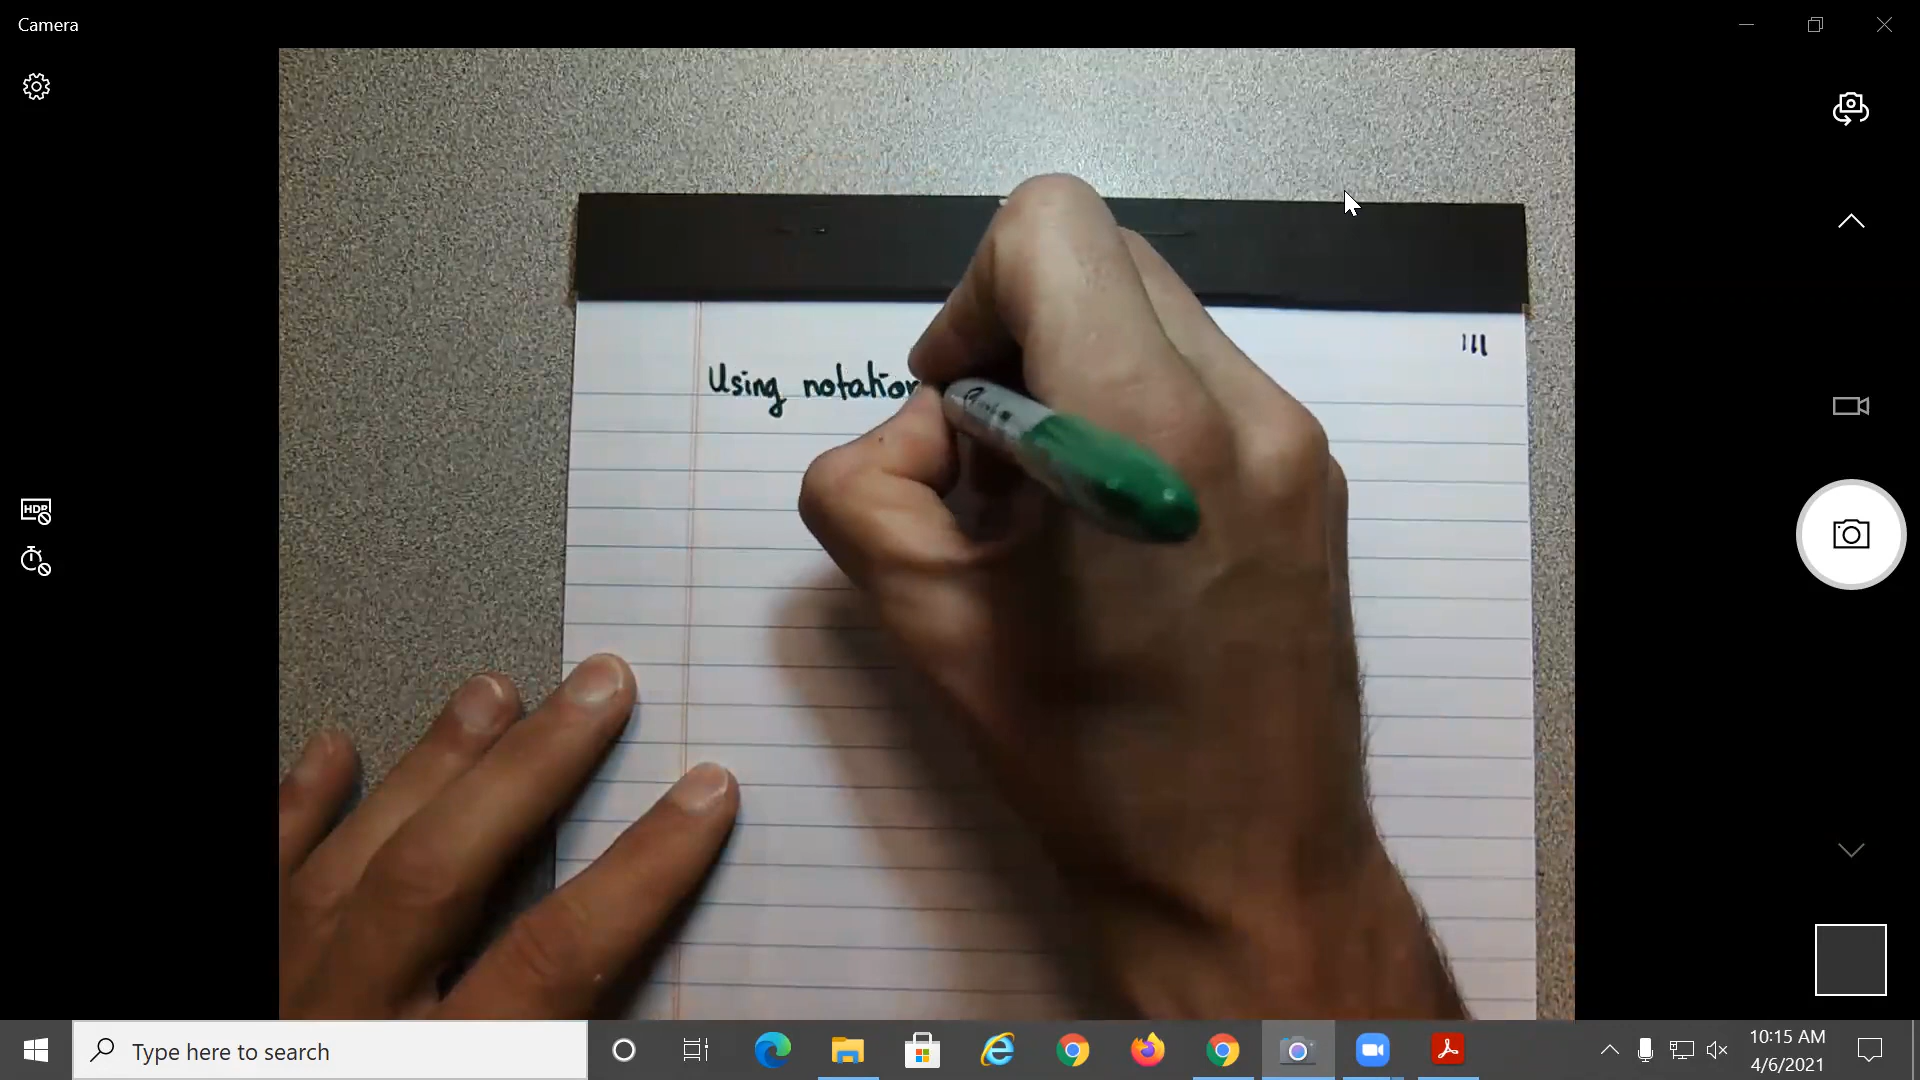 Camera
111
Using notation
Type here to search
10:15 AM
4/6/2021